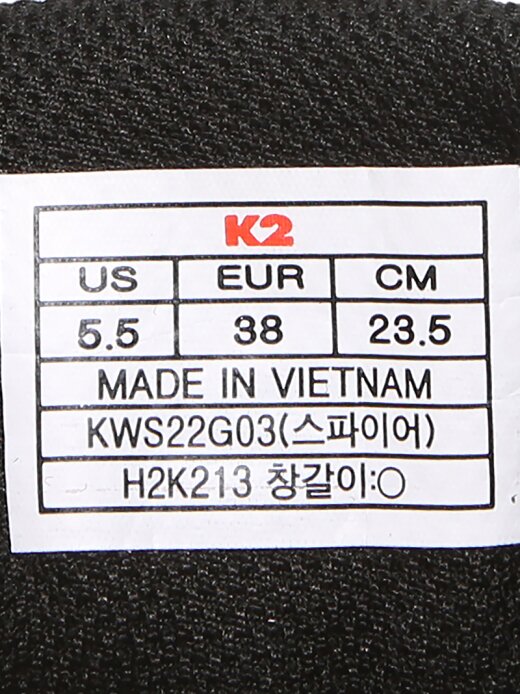 K2
US EUR CM
5.5 38 23.5
MADE IN VIETNAM
KWS22G03(스파이어)
H2K213 창갈이:○